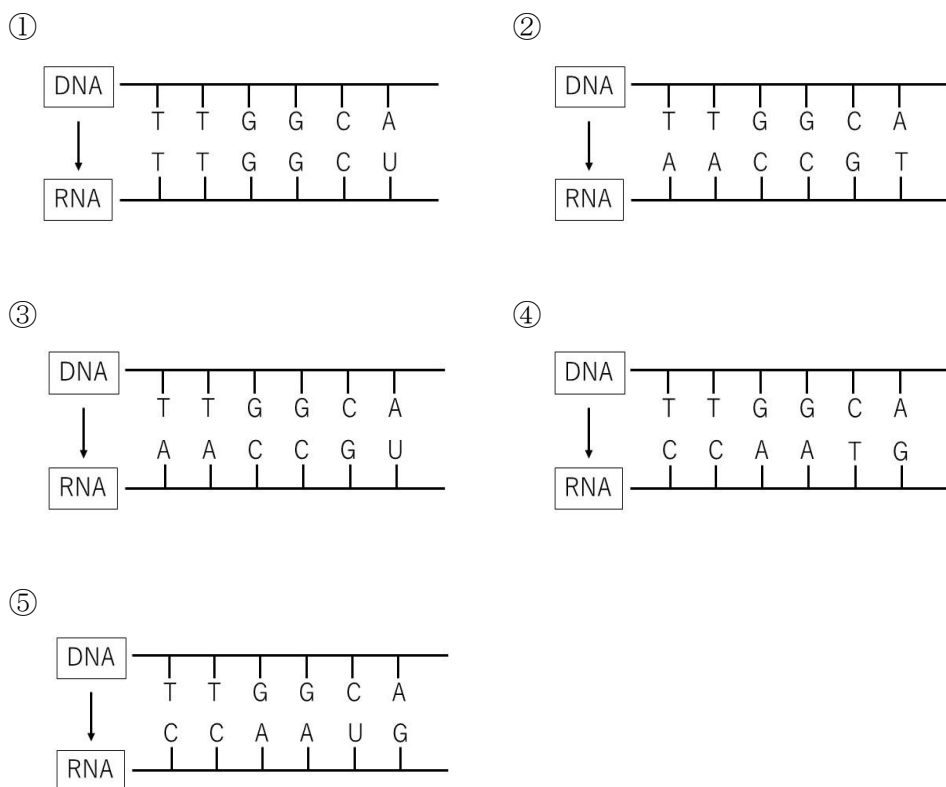 ①
DNA
T T G G C A
T T G G C U
RNA
②
DNA
T T G G C A
A A C C G T
RNA
③
DNA
T T G G C A
A A C C G U
RNA
④
DNA
T T G G C A
C C A A T G
RNA
⑤
DNA
T T G G C A
C C A A U G
RNA